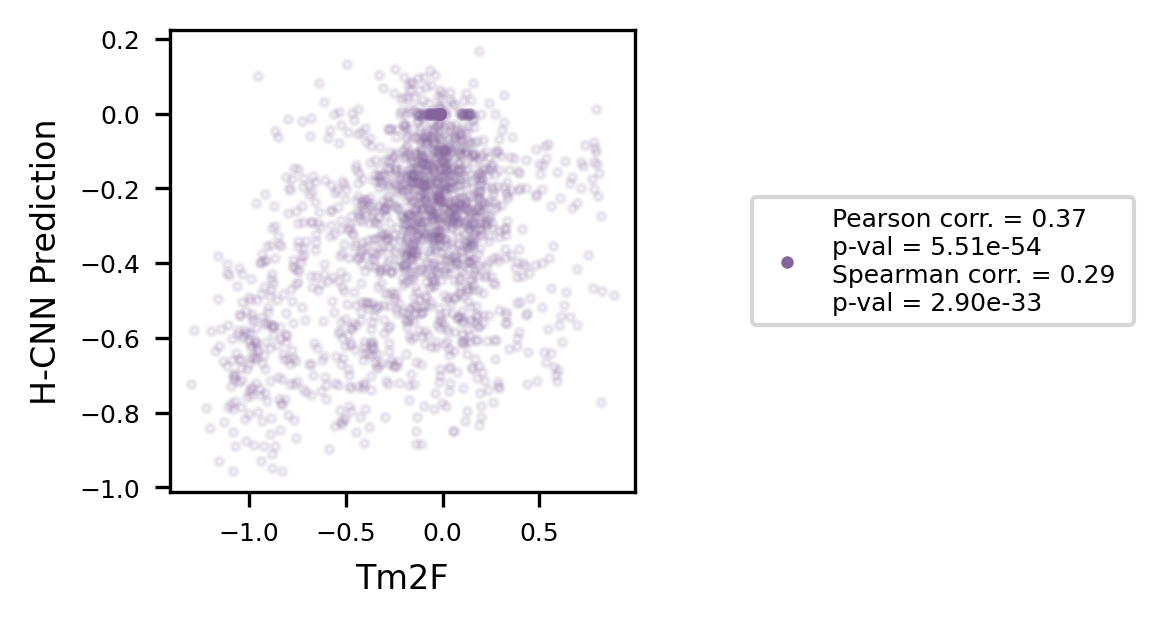 0.2
0.0
−0.2
−0.4
−0.6
−0.8
−1.0
H-CNN Prediction
−1.0
−0.5
0.0
0.5
Tm2F
Pearson corr. = 0.37
p-val = 5.51e-54
Spearman corr. = 0.29
p-val = 2.90e-33